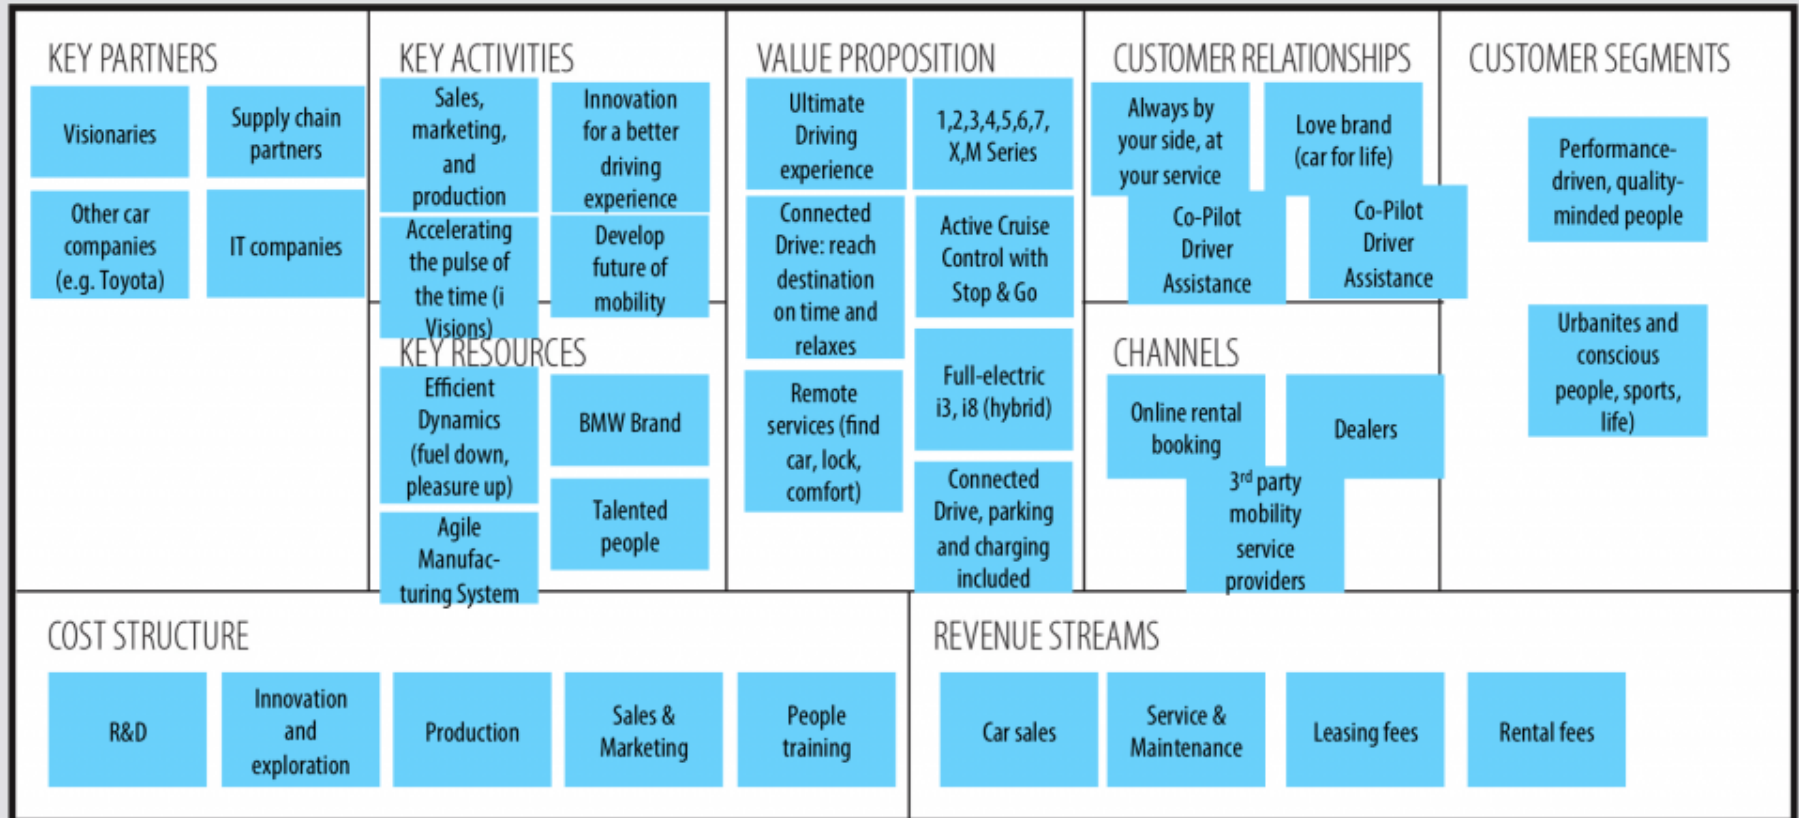 KEY PARTNERS
Visionaries
Supply chain
partners
Other car
companies
(e.g. Toyota)
IT companies
KEY ACTIVITIES
Sales,
marketing,
and
production
Innovation
for a better
driving
experience
Accelerating
the pulse of
the time (i
Visions)
Develop
future of
mobility
KEY RESOURCES
Efficient
Dynamics
(fuel down,
pleasure up)
BMW Brand
Agile
Manufac-
turing System
Talented
people
VALUE PROPOSITION
Ultimate
Driving
experience
1,2,3,4,5,6,7,
X,M Series
Connected
Drive: reach
destination
on time and
relaxes
Active Cruise
Control with
Stop & Go
Remote
services (find
car, lock,
comfort)
Full-electric
i3, i8 (hybrid)
Connected
Drive, parking
and charging
included
CUSTOMER RELATIONSHIPS
Always by
your side, at
your service
Love brand
(car for life)
Co-Pilot
Driver
Assistance
Co-Pilot
Driver
Assistance
CHANNELS
Online rental
booking
Dealers
3rd party
mobility
service
providers
CUSTOMER SEGMENTS
Performance-
driven, quality-
minded people
Urbanites and
conscious
people, sports,
life)
COST STRUCTURE
R&D
Innovation
and
exploration
Production
Sales &
Marketing
People
training
REVENUE STREAMS
Car sales
Service &
Maintenance
Leasing fees
Rental fees